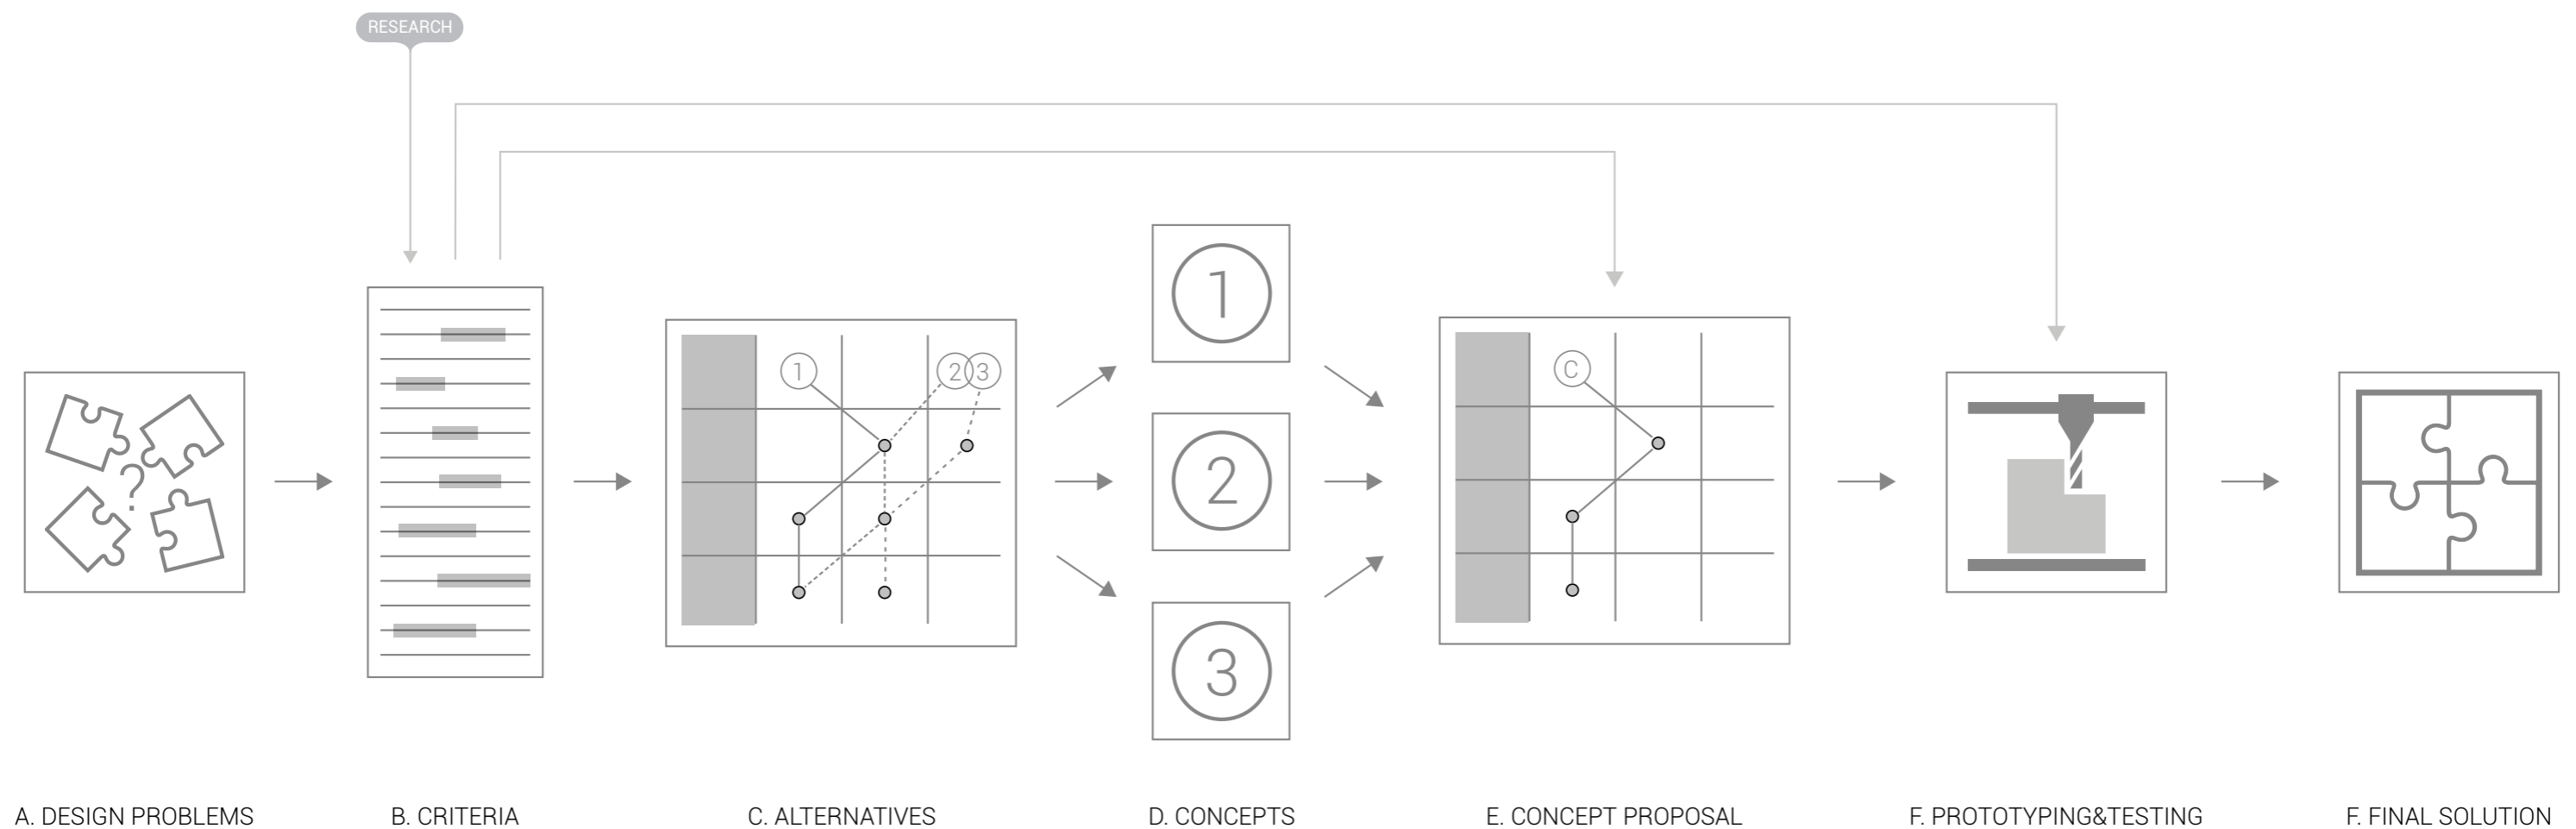 RESEARCH
1
1
2
3
C
?
2
3
A. DESIGN PROBLEMS
B. CRITERIA
C. ALTERNATIVES
D. CONCEPTS
E. CONCEPT PROPOSAL
F. PROTOTYPING&TESTING
F. FINAL SOLUTION